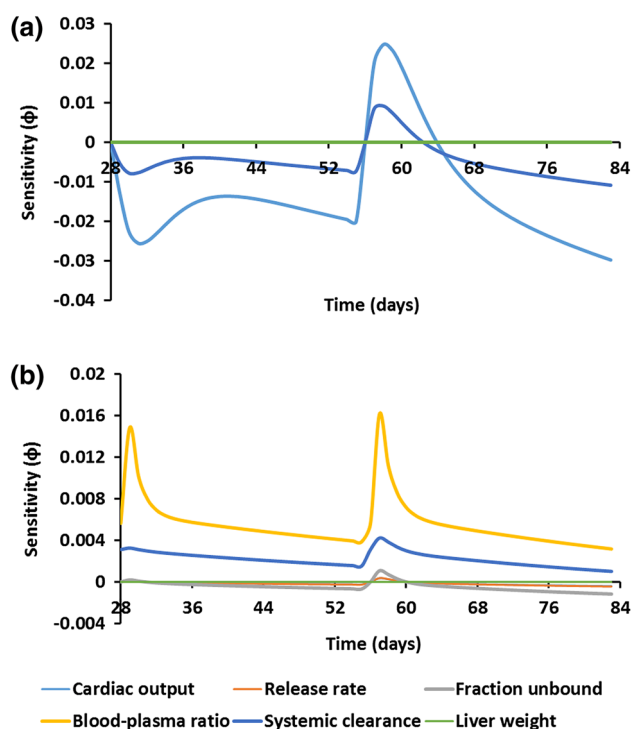 (a)
0.03
0.02
0.01
0
-0.01
-0.02
-0.03
-0.04
Sensitivity (ϕ)
28 36 44 52 60 68 76 84
Time (days)
(b)
0.02
0.016
0.012
0.008
0.004
0
-0.004
Sensitivity (ϕ)
28 36 44 52 60 68 76 84
Time (days)
Cardiac output Release rate Fraction unbound
Blood-plasma ratio Systemic clearance Liver weight